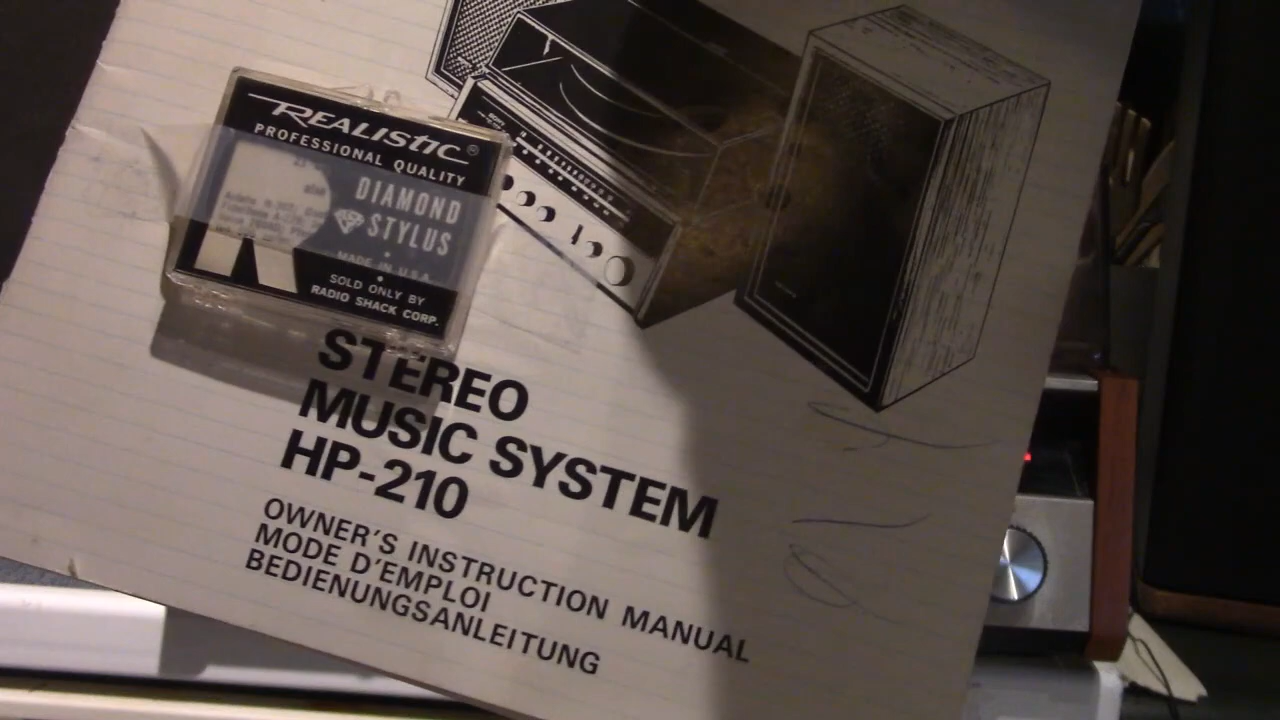 REALISTIC®
PROFESSIONAL QUALITY
DIAMOND
STYLUS
MADE IN U.S.A.
SOLD ONLY BY
RADIO SHACK CORP.
STEREO
MUSIC SYSTEM
HP-210
OWNER'S INSTRUCTION MANUAL
MODE D'EMPLOI
BEDIENUNGSANLEITUNG